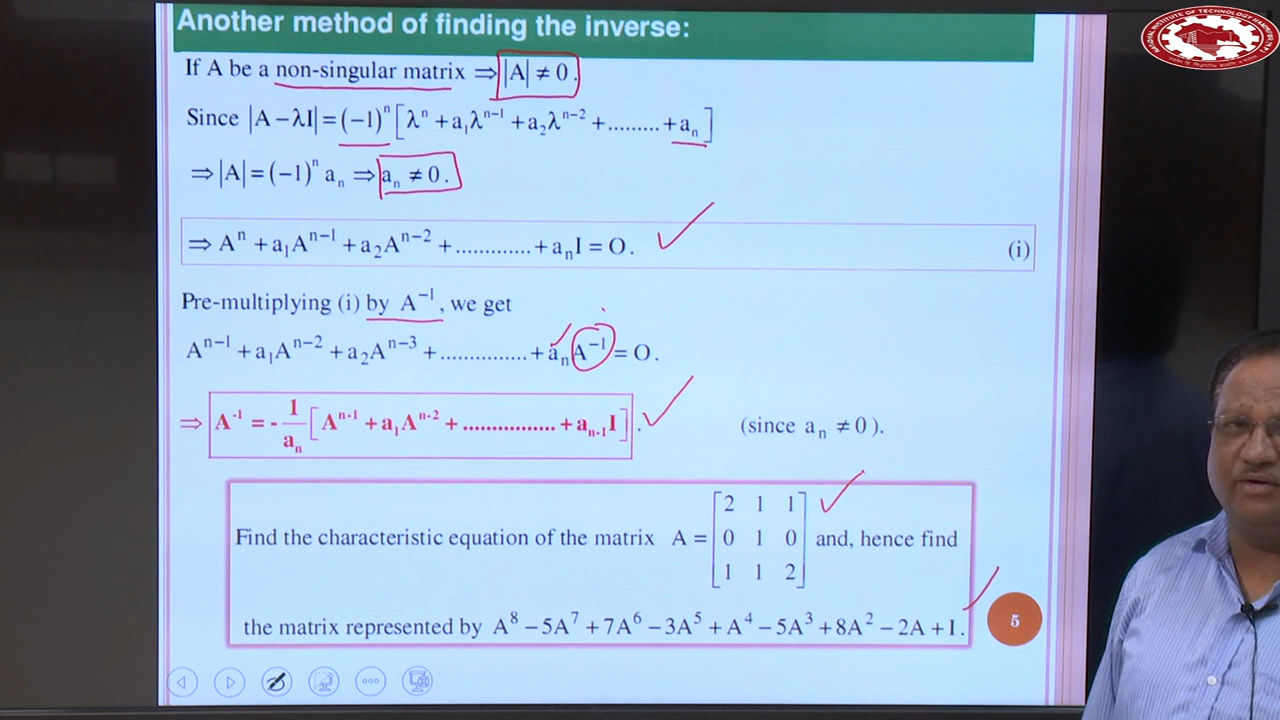 Another method of finding the inverse:
If A be a non-singular matrix ⇒ |A| ≠ 0.
Since |A − λI| = (−1)ⁿ [λⁿ + a₁λⁿ⁻¹ + a₂λⁿ⁻² + ......... + aₙ]
⇒ |A| = (−1)ⁿ aₙ ⇒ aₙ ≠ 0.
⇒ Aⁿ + a₁Aⁿ⁻¹ + a₂Aⁿ⁻² + ............. + aₙI = O. (i)
Pre-multiplying (i) by A⁻¹, we get
Aⁿ⁻¹ + a₁Aⁿ⁻² + a₂Aⁿ⁻³ + ............... + aₙA⁻¹ = O.
⇒ A⁻¹ = - 1/aₙ [Aⁿ⁻¹ + a₁Aⁿ⁻² + ................ + aₙ₋₁I]. (since aₙ ≠ 0).
2 1 1
Find the characteristic equation of the matrix A = 0 1 0 and, hence find
1 1 2
the matrix represented by A⁸ − 5A⁷ + 7A⁶ − 3A⁵ + A⁴ − 5A³ + 8A² − 2A + I.
5